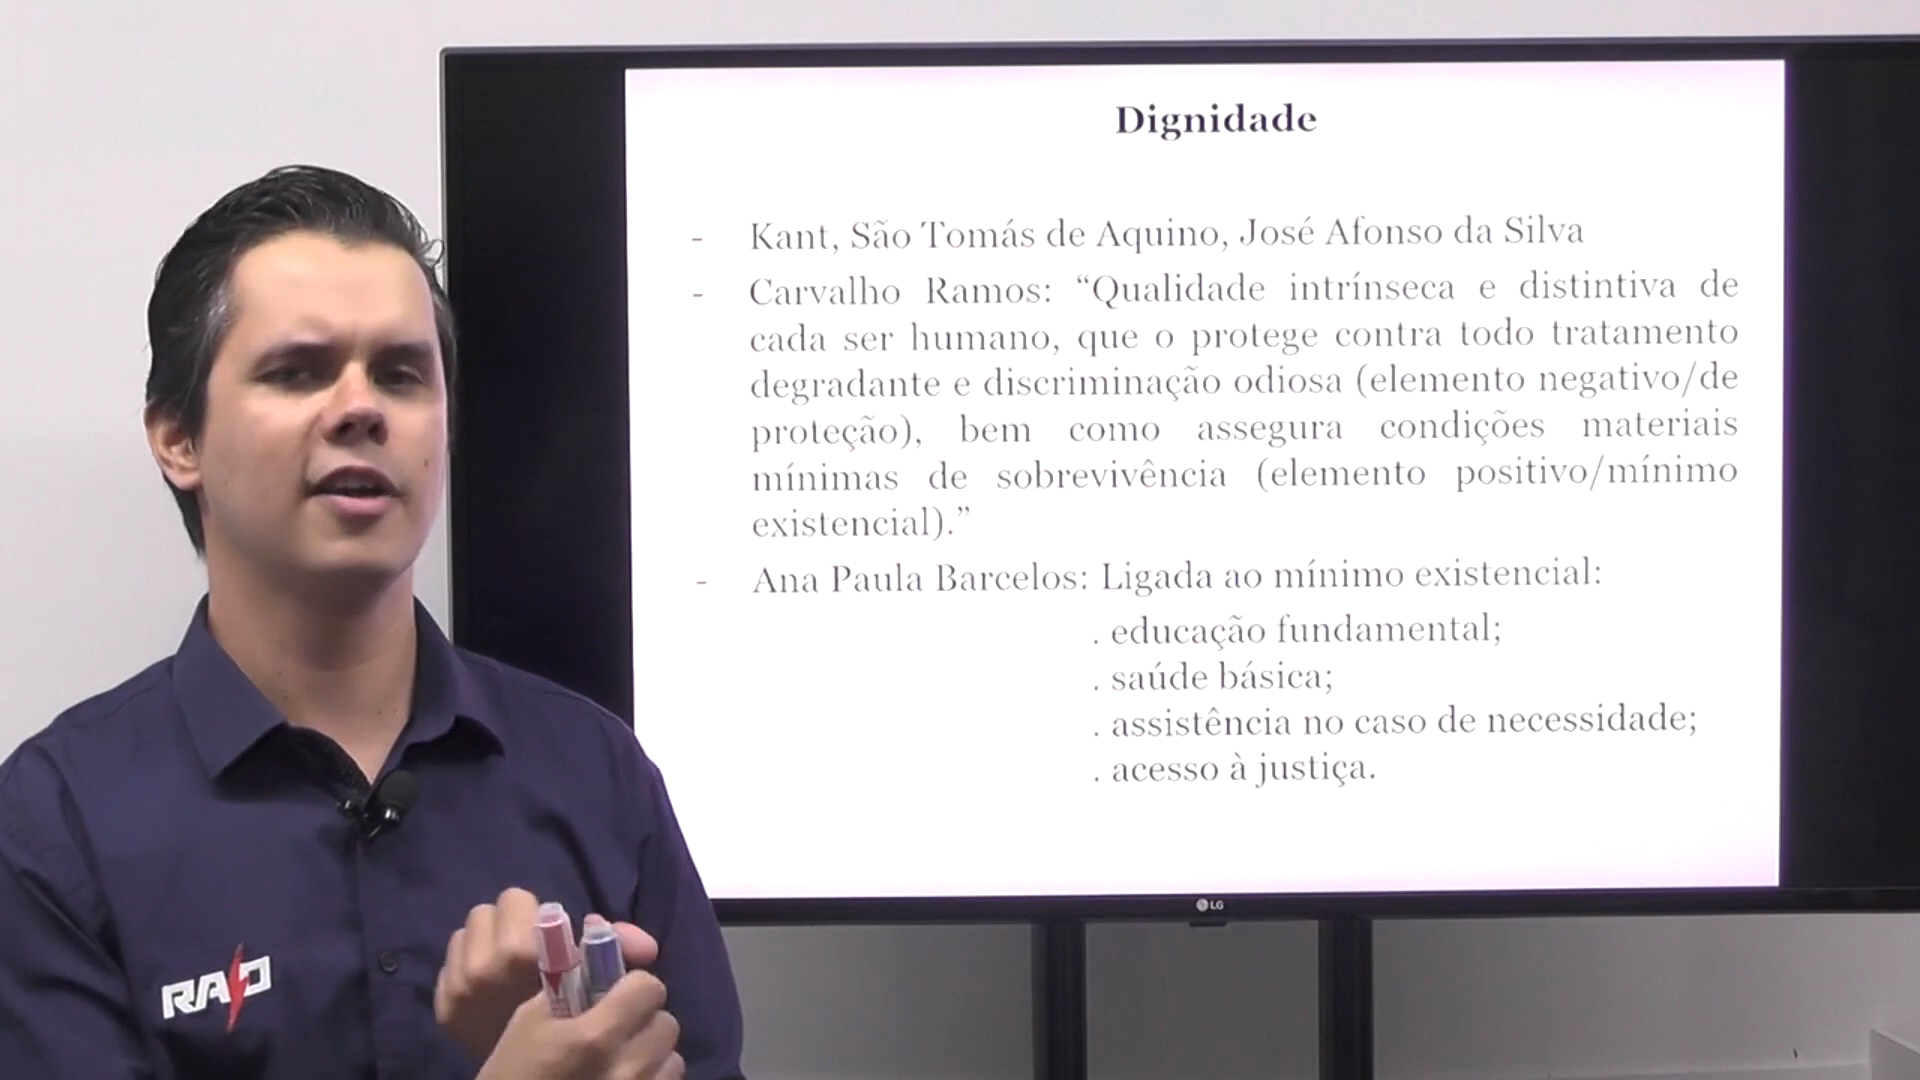 Dignidade
- Kant, São Tomás de Aquino, José Afonso da Silva
- Carvalho Ramos: “Qualidade intrínseca e distintiva de
cada ser humano, que o protege contra todo tratamento
degradante e discriminação odiosa (elemento negativo/de
proteção), bem como assegura condições materiais
mínimas de sobrevivência (elemento positivo/mínimo
existencial).”
- Ana Paula Barcelos: Ligada ao mínimo existencial:
. educação fundamental;
. saúde básica;
. assistência no caso de necessidade;
. acesso à justiça.
LG
RAD